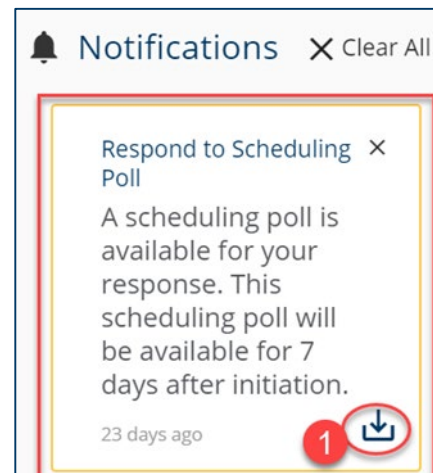 Notifications X Clear All
Respond to Scheduling ×
Poll
A scheduling poll is
available for your
response. This
scheduling poll will
be available for 7
days after initiation.
23 days ago 1